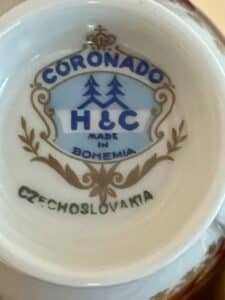 CORONADO
H & C
MADE
IN
BOHEMIA
CZECHOSLOVAKIA